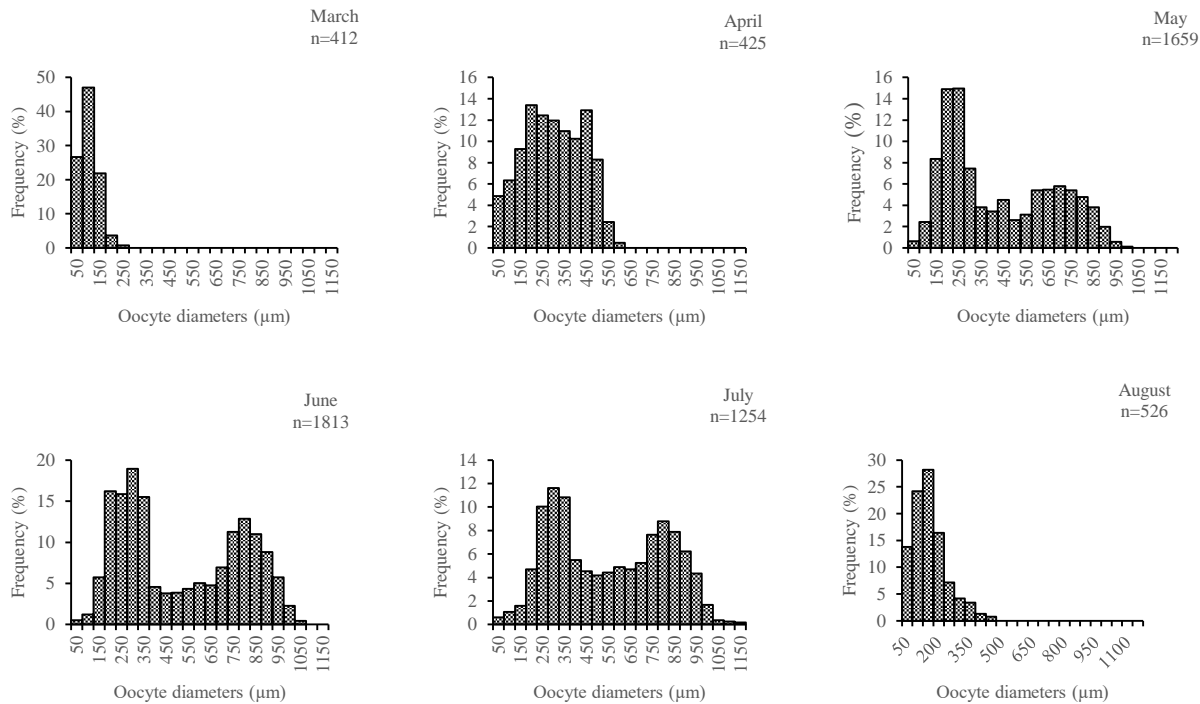 March
n=412
50
40
30
20
10
0
Frequency (%)
50 150 250 350 450 550 650 750 850 950 1050 1150
Oocyte diameters (µm)
April
n=425
16
14
12
10
8
6
4
2
0
Frequency (%)
50 150 250 350 450 550 650 750 850 950 1050 1150
Oocyte diameters (µm)
May
n=1659
16
14
12
10
8
6
4
2
0
Frequency (%)
50 150 250 350 450 550 650 750 850 950 1050 1150
Oocyte diameters (µm)
June
n=1813
20
15
10
5
0
Frequency (%)
50 150 250 350 450 550 650 750 850 950 1050 1150
Oocyte diameters (µm)
July
n=1254
14
12
10
8
6
4
2
0
Frequency (%)
50 150 250 350 450 550 650 750 850 950 1050 1150
Oocyte diameters (µm)
August
n=526
30
25
20
15
10
5
0
Frequency (%)
50 200 350 500 650 800 950 1100
Oocyte diameters (µm)